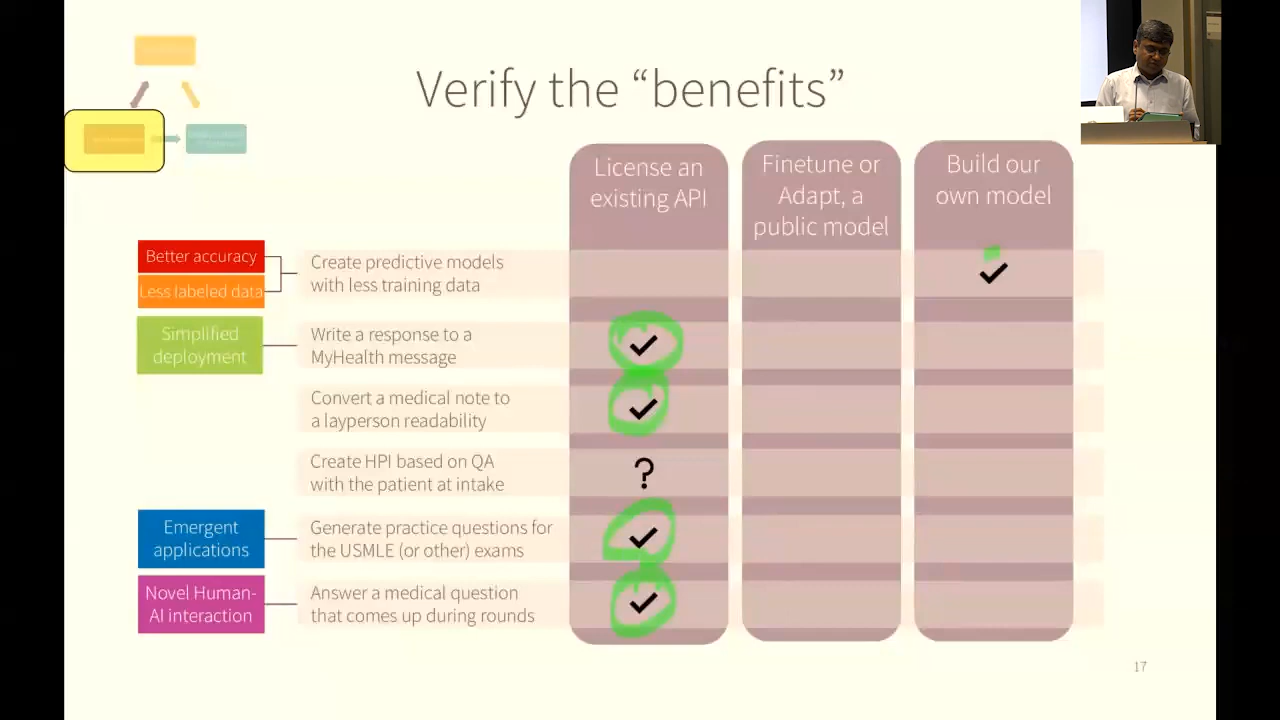 Verify the “benefits”
License an
existing API
Finetune or
Adapt, a
public model
Build our
own model
Better accuracy
Less labeled data
Create predictive models
with less training data
Simplified
deployment
Write a response to a
MyHealth message
Convert a medical note to
a layperson readability
Create HPI based on QA
with the patient at intake
?
Emergent
applications
Generate practice questions for
the USMLE (or other) exams
Novel Human-
AI interaction
Answer a medical question
that comes up during rounds
17